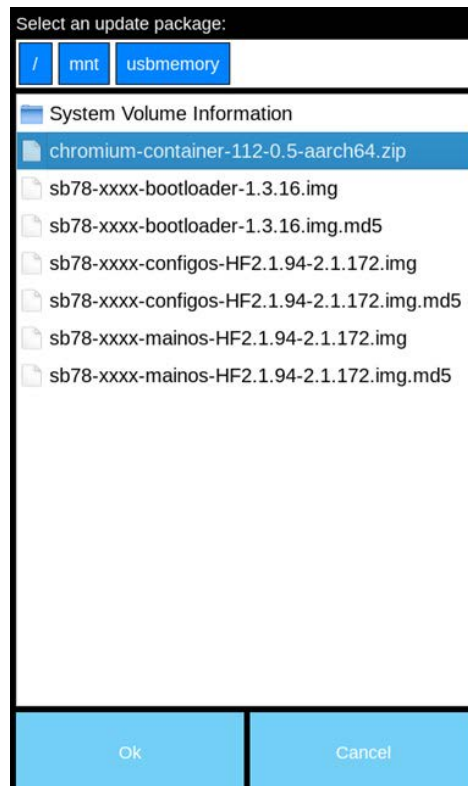 Select an update package:
/ mnt usbmemory
System Volume Information
chromium-container-112-0.5-aarch64.zip
sb78-xxxx-bootloader-1.3.16.img
sb78-xxxx-bootloader-1.3.16.img.md5
sb78-xxxx-configos-HF2.1.94-2.1.172.img
sb78-xxxx-configos-HF2.1.94-2.1.172.img.md5
sb78-xxxx-mainos-HF2.1.94-2.1.172.img
sb78-xxxx-mainos-HF2.1.94-2.1.172.img.md5
Ok Cancel